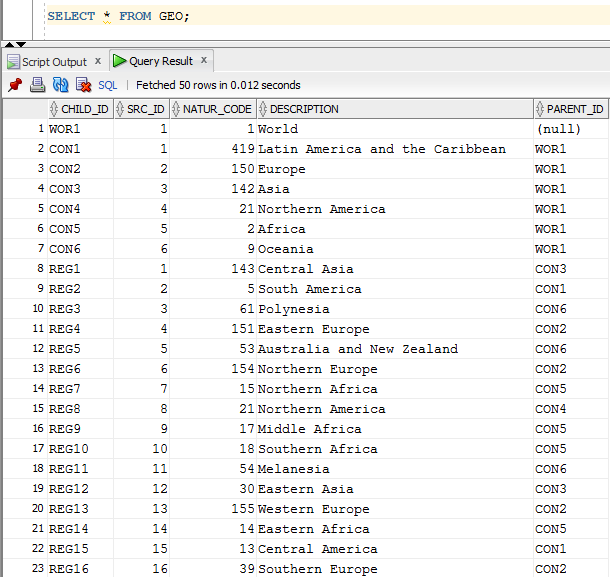 SELECT * FROM GEO;
Script Output x Query Result x
SQL | Fetched 50 rows in 0.012 seconds
CHILD_ID SRC_ID NATUR_CODE DESCRIPTION PARENT_ID
1 WOR1 1 1 World (null)
2 CON1 1 419 Latin America and the Caribbean WOR1
3 CON2 2 150 Europe WOR1
4 CON3 3 142 Asia WOR1
5 CON4 4 21 Northern America WOR1
6 CON5 5 2 Africa WOR1
7 CON6 6 9 Oceania WOR1
8 REG1 1 143 Central Asia CON3
9 REG2 2 5 South America CON1
10 REG3 3 61 Polynesia CON6
11 REG4 4 151 Eastern Europe CON2
12 REG5 5 53 Australia and New Zealand CON6
13 REG6 6 154 Northern Europe CON2
14 REG7 7 15 Northern Africa CON5
15 REG8 8 21 Northern America CON4
16 REG9 9 17 Middle Africa CON5
17 REG10 10 18 Southern Africa CON5
18 REG11 11 54 Melanesia CON6
19 REG12 12 30 Eastern Asia CON3
20 REG13 13 155 Western Europe CON2
21 REG14 14 14 Eastern Africa CON5
22 REG15 15 13 Central America CON1
23 REG16 16 39 Southern Europe CON2